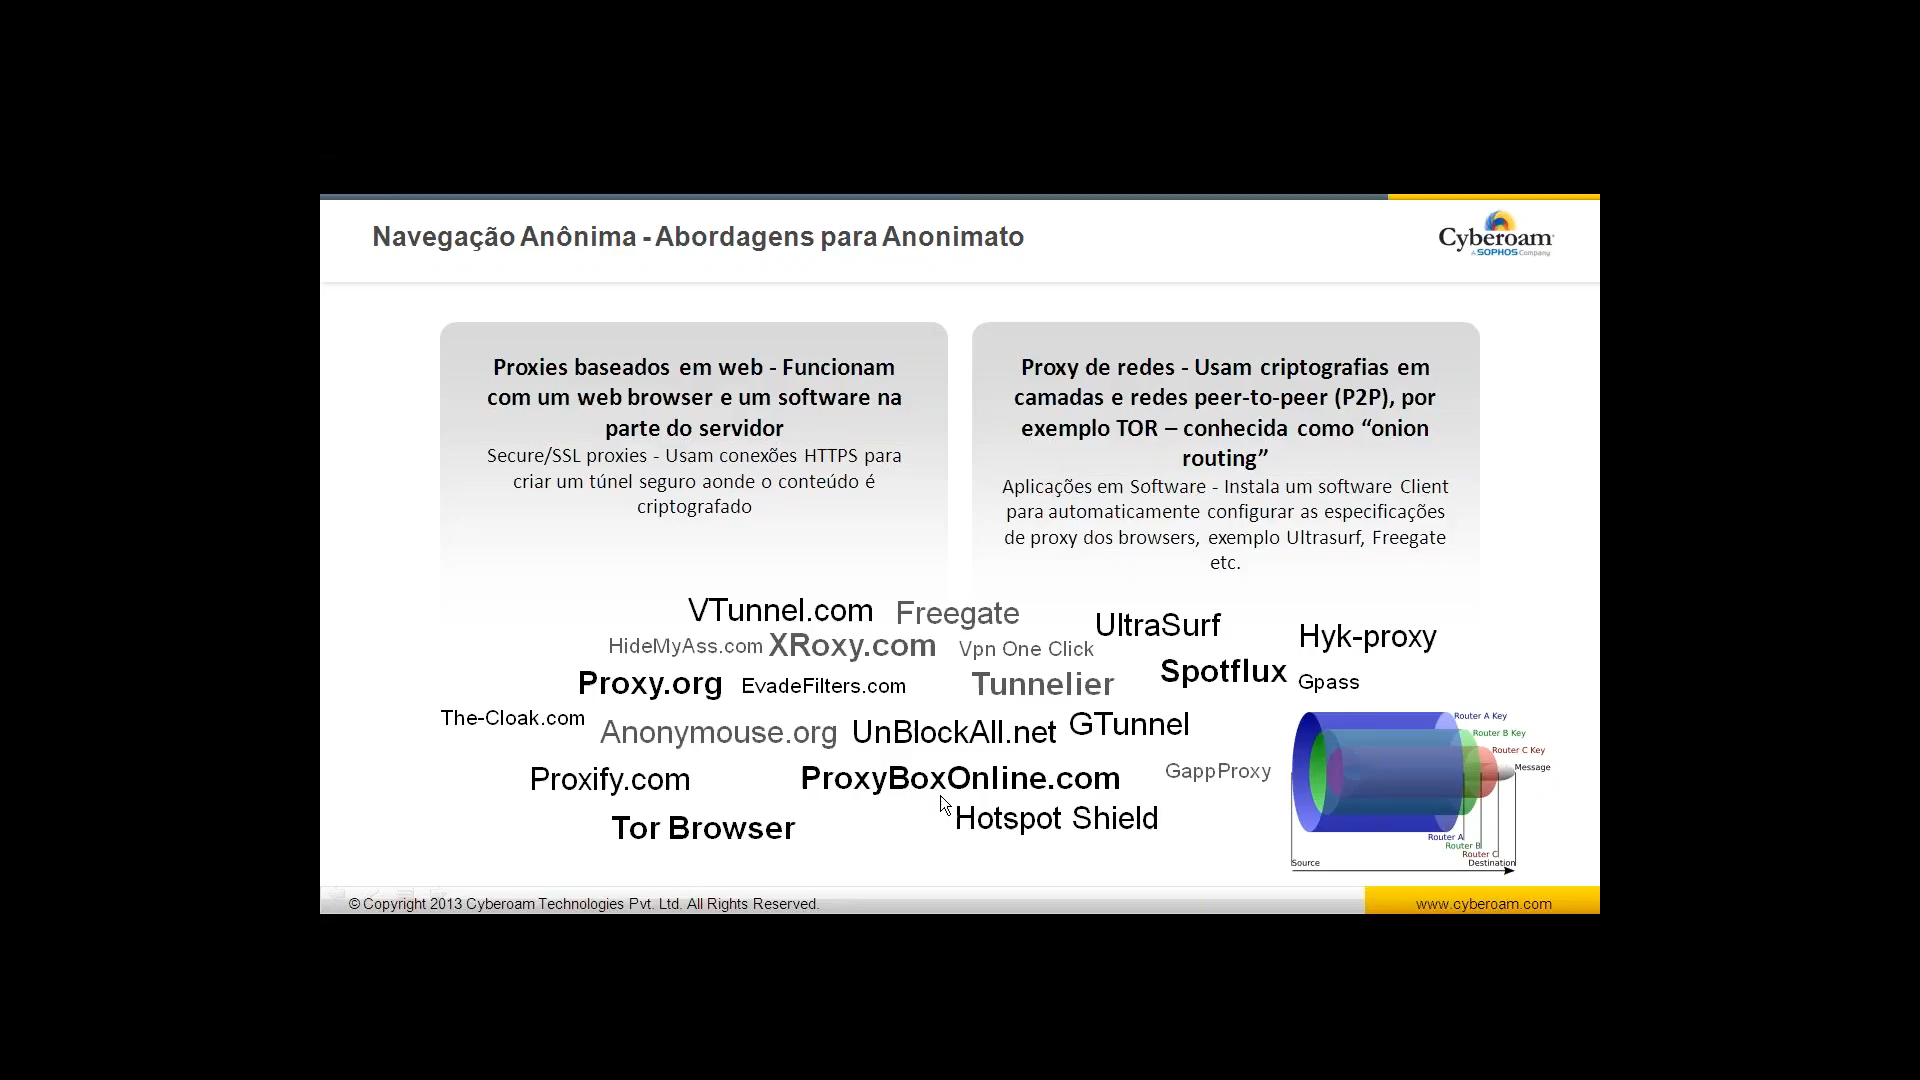 Navegação Anônima - Abordagens para Anonimato
Cyberoam
A SOPHOS Company
Proxies baseados em web - Funcionam
com um web browser e um software na
parte do servidor
Secure/SSL proxies - Usam conexões HTTPS para
criar um túnel seguro aonde o conteúdo é
criptografado
Proxy de redes - Usam criptografias em
camadas e redes peer-to-peer (P2P), por
exemplo TOR – conhecida como “onion
routing”
Aplicações em Software - Instala um software Client
para automaticamente configurar as especificações
de proxy dos browsers, exemplo Ultrasurf, Freegate
etc.
VTunnel.com Freegate UltraSurf Hyk-proxy
HideMyAss.com XRoxy.com Vpn One Click
Proxy.org EvadeFilters.com Tunnelier Spotflux Gpass
The-Cloak.com Anonymouse.org UnBlockAll.net GTunnel
Proxify.com ProxyBoxOnline.com GappProxy
Tor Browser Hotspot Shield
Router A Key
Router B Key
Router C Key
Message
Router A
Router B
Router C
Source Destination
© Copyright 2013 Cyberoam Technologies Pvt. Ltd. All Rights Reserved. www.cyberoam.com